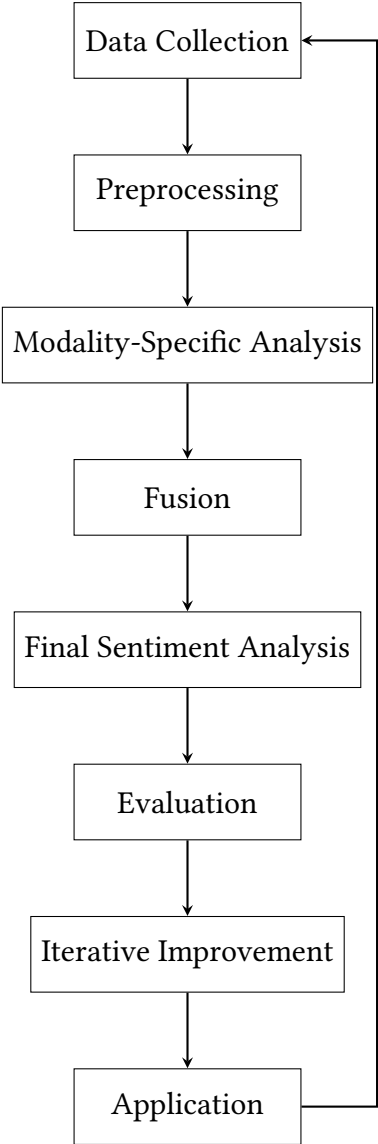 Data Collection
Preprocessing
Modality-Specific Analysis
Fusion
Final Sentiment Analysis
Evaluation
Iterative Improvement
Application